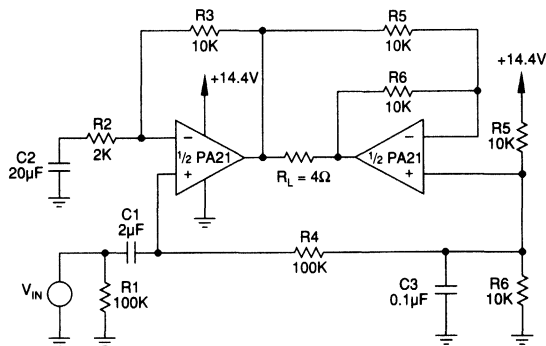 R3
10K
R5
10K
+14.4V
+14.4V
R6
10K
R2
2K
R5
10K
C2
20µF
− 
½ PA21
+
−
½ PA21
+
R_L = 4Ω
C1
2µF
R4
100K
V_IN
R1
100K
C3
0.1µF
R6
10K